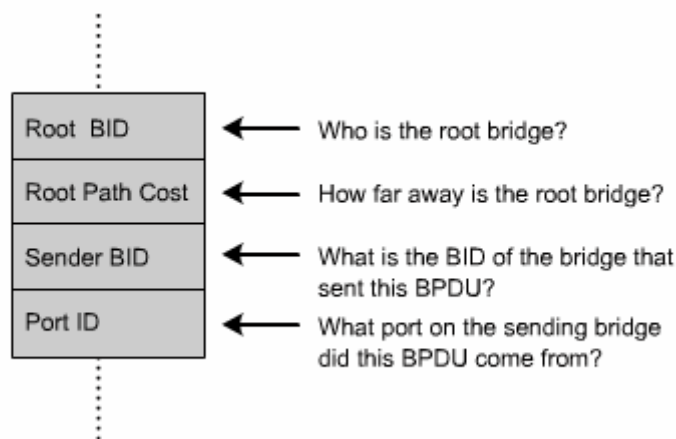 Root BID
Who is the root bridge?
Root Path Cost
How far away is the root bridge?
Sender BID
What is the BID of the bridge that
sent this BPDU?
Port ID
What port on the sending bridge
did this BPDU come from?